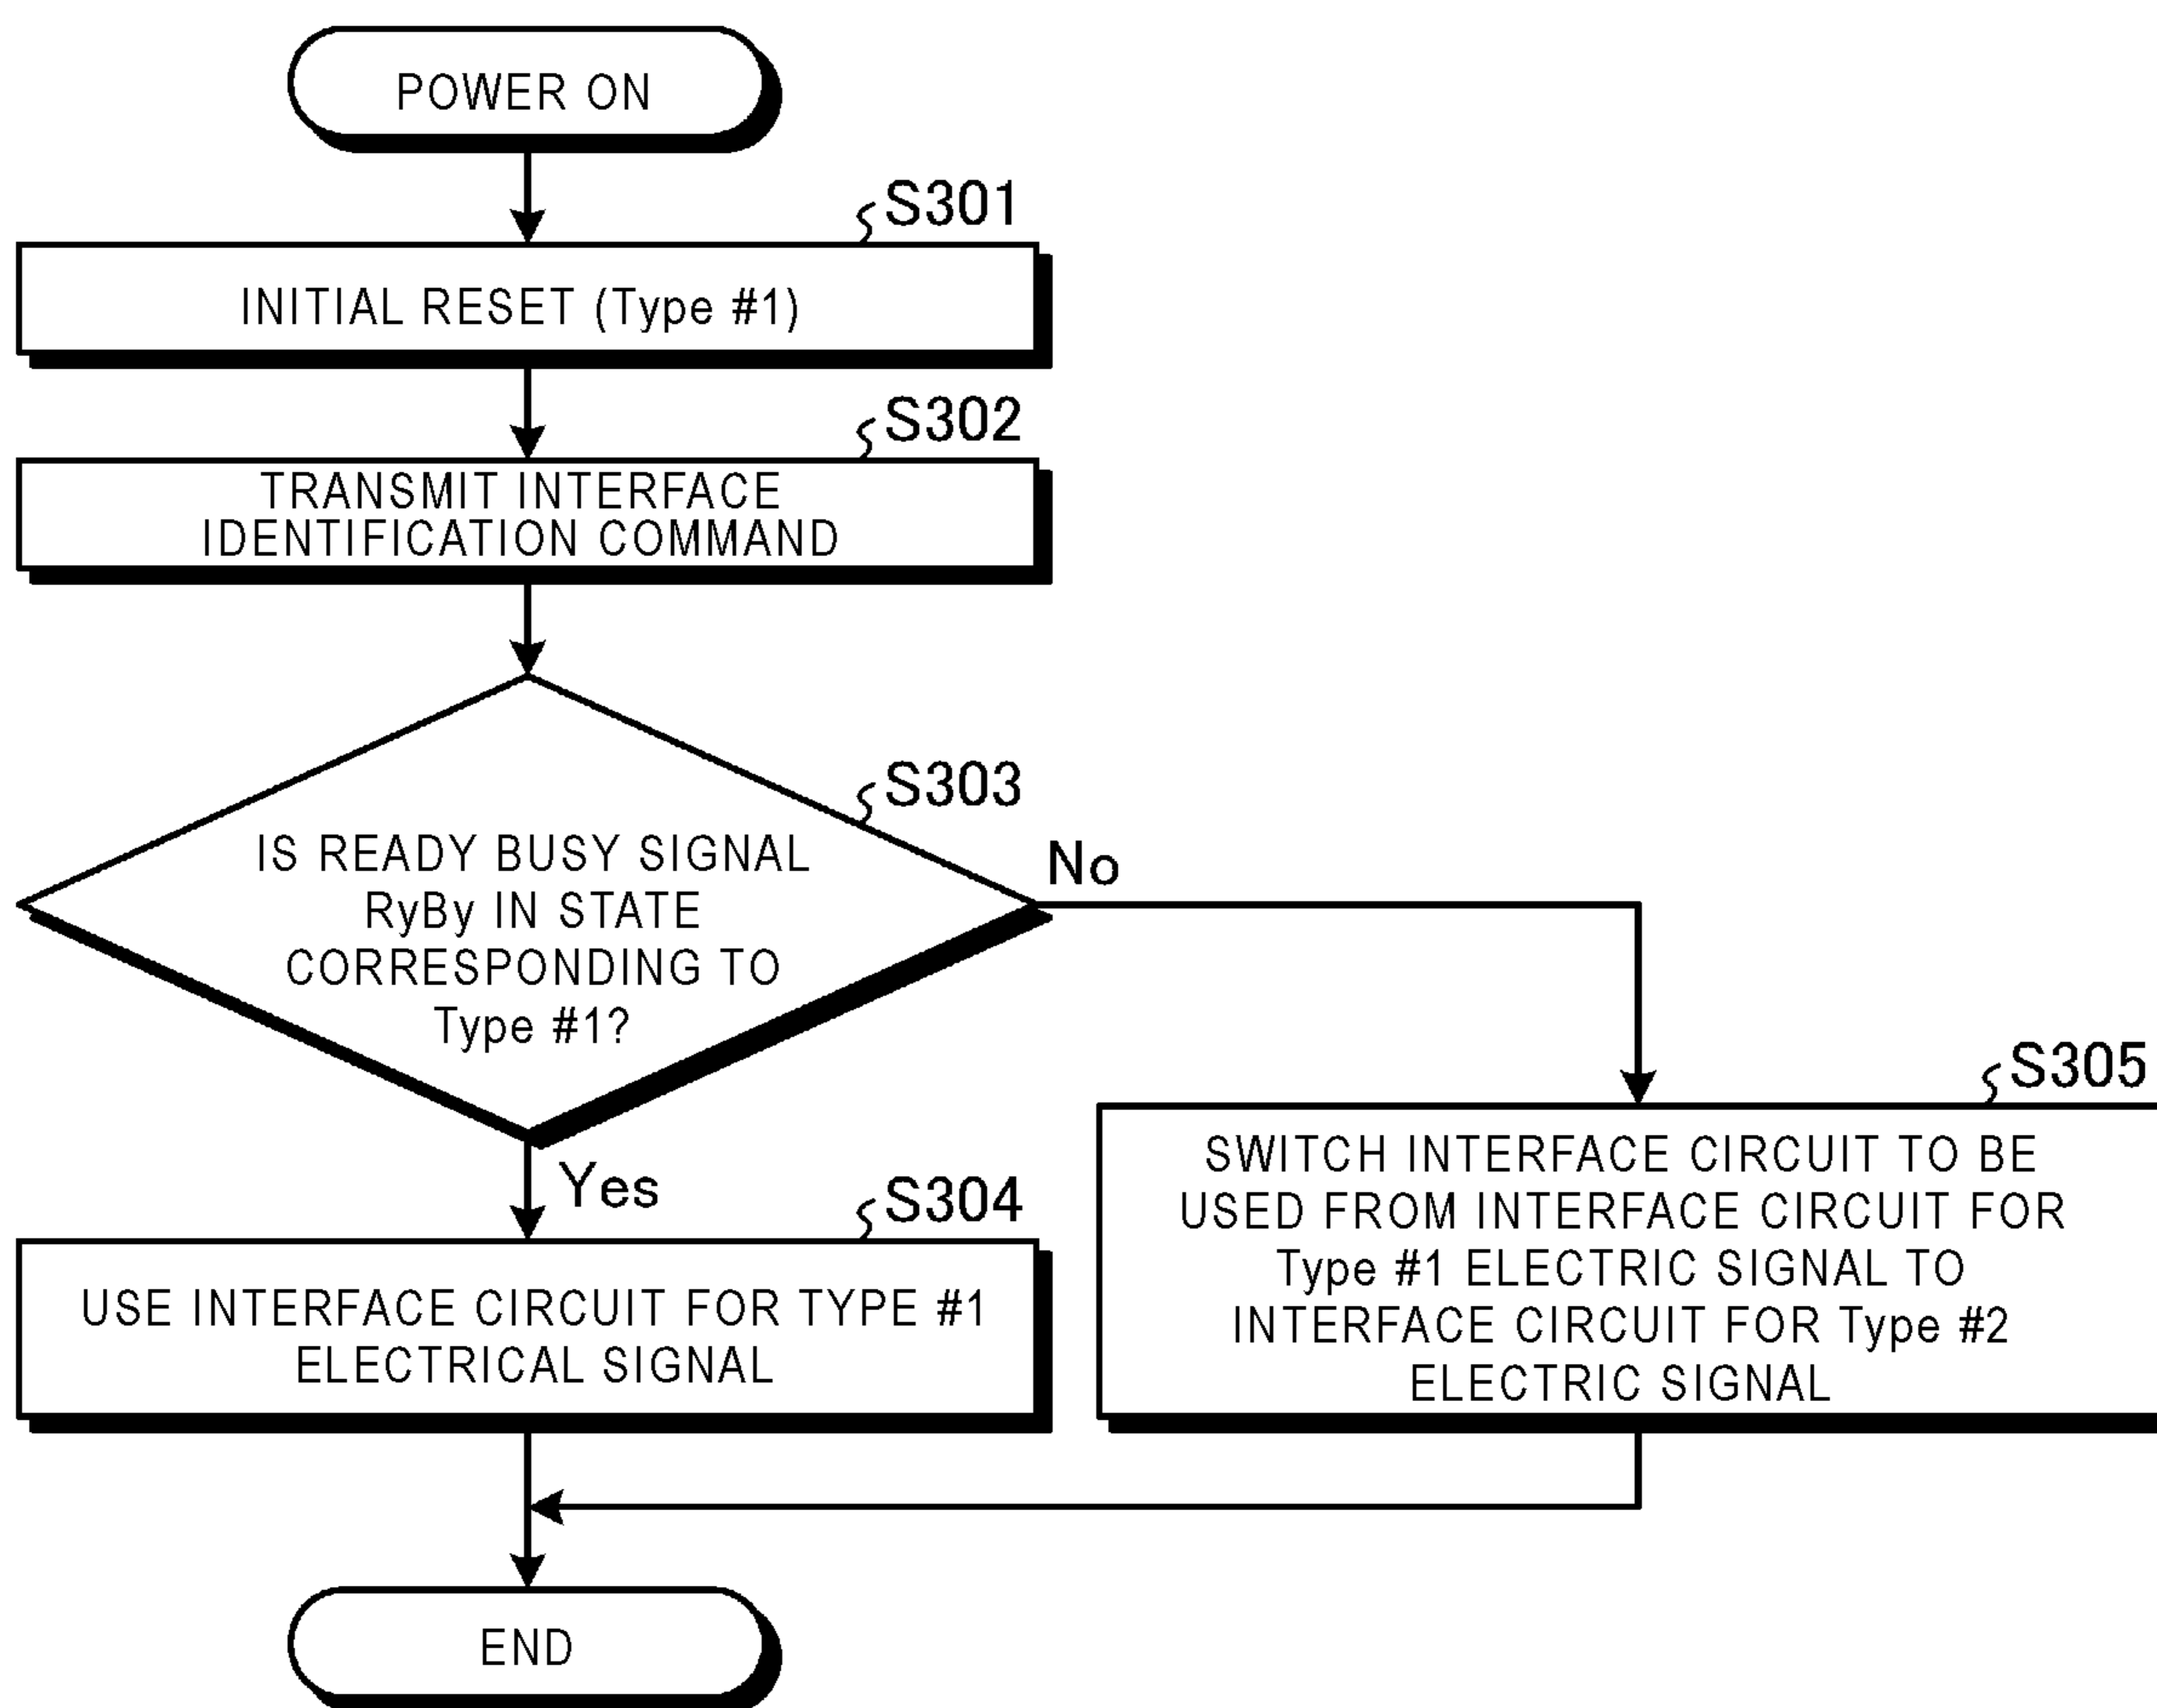 POWER ON
S301
INITIAL RESET (Type #1)
S302
TRANSMIT INTERFACE
IDENTIFICATION COMMAND
S303
IS READY BUSY SIGNAL
RyBy IN STATE
CORRESPONDING TO
Type #1?
No
Yes
S304
USE INTERFACE CIRCUIT FOR TYPE #1
ELECTRICAL SIGNAL
S305
SWITCH INTERFACE CIRCUIT TO BE
USED FROM INTERFACE CIRCUIT FOR
Type #1 ELECTRIC SIGNAL TO
INTERFACE CIRCUIT FOR Type #2
ELECTRIC SIGNAL
END